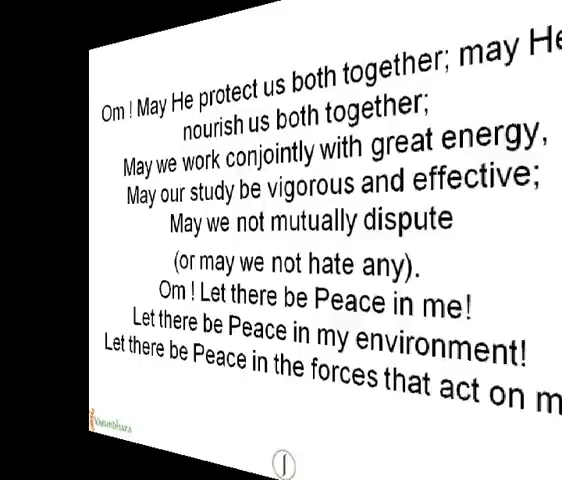 Om ! May He protect us both together; may He
nourish us both together;
May we work conjointly with great energy,
May our study be vigorous and effective;
May we not mutually dispute
(or may we not hate any).
Om ! Let there be Peace in me!
Let there be Peace in my environment!
Let there be Peace in the forces that act on m
Vasundhara